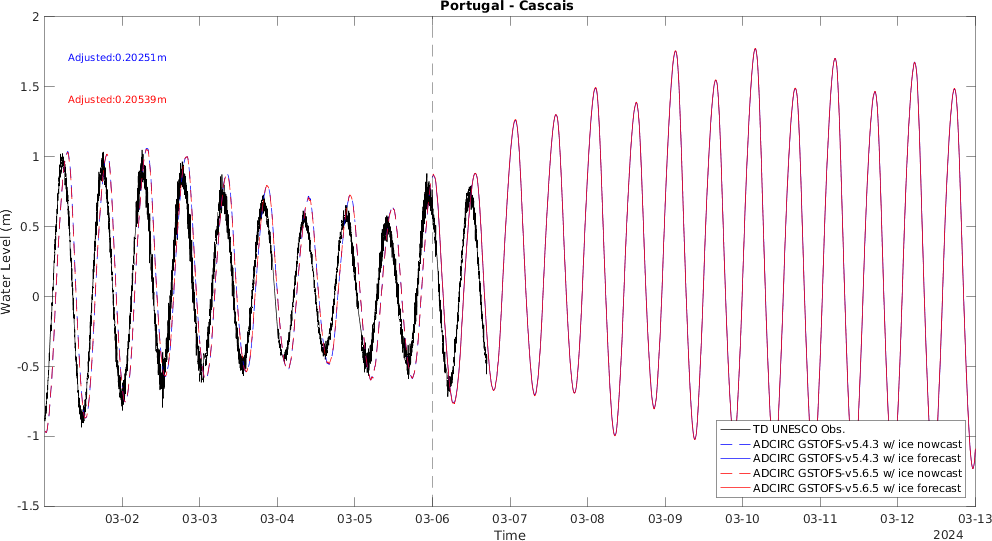 Portugal - Cascais
2
1.5
1
0.5
0
-0.5
-1
-1.5
Water Level (m)
Adjusted:0.20251m
Adjusted:0.20539m
TD UNESCO Obs.
ADCIRC GSTOFS-v5.4.3 w/ ice nowcast
ADCIRC GSTOFS-v5.4.3 w/ ice forecast
ADCIRC GSTOFS-v5.6.5 w/ ice nowcast
ADCIRC GSTOFS-v5.6.5 w/ ice forecast
03-02 03-03 03-04 03-05 03-06 03-07 03-08 03-09 03-10 03-11 03-12 03-13
Time
2024